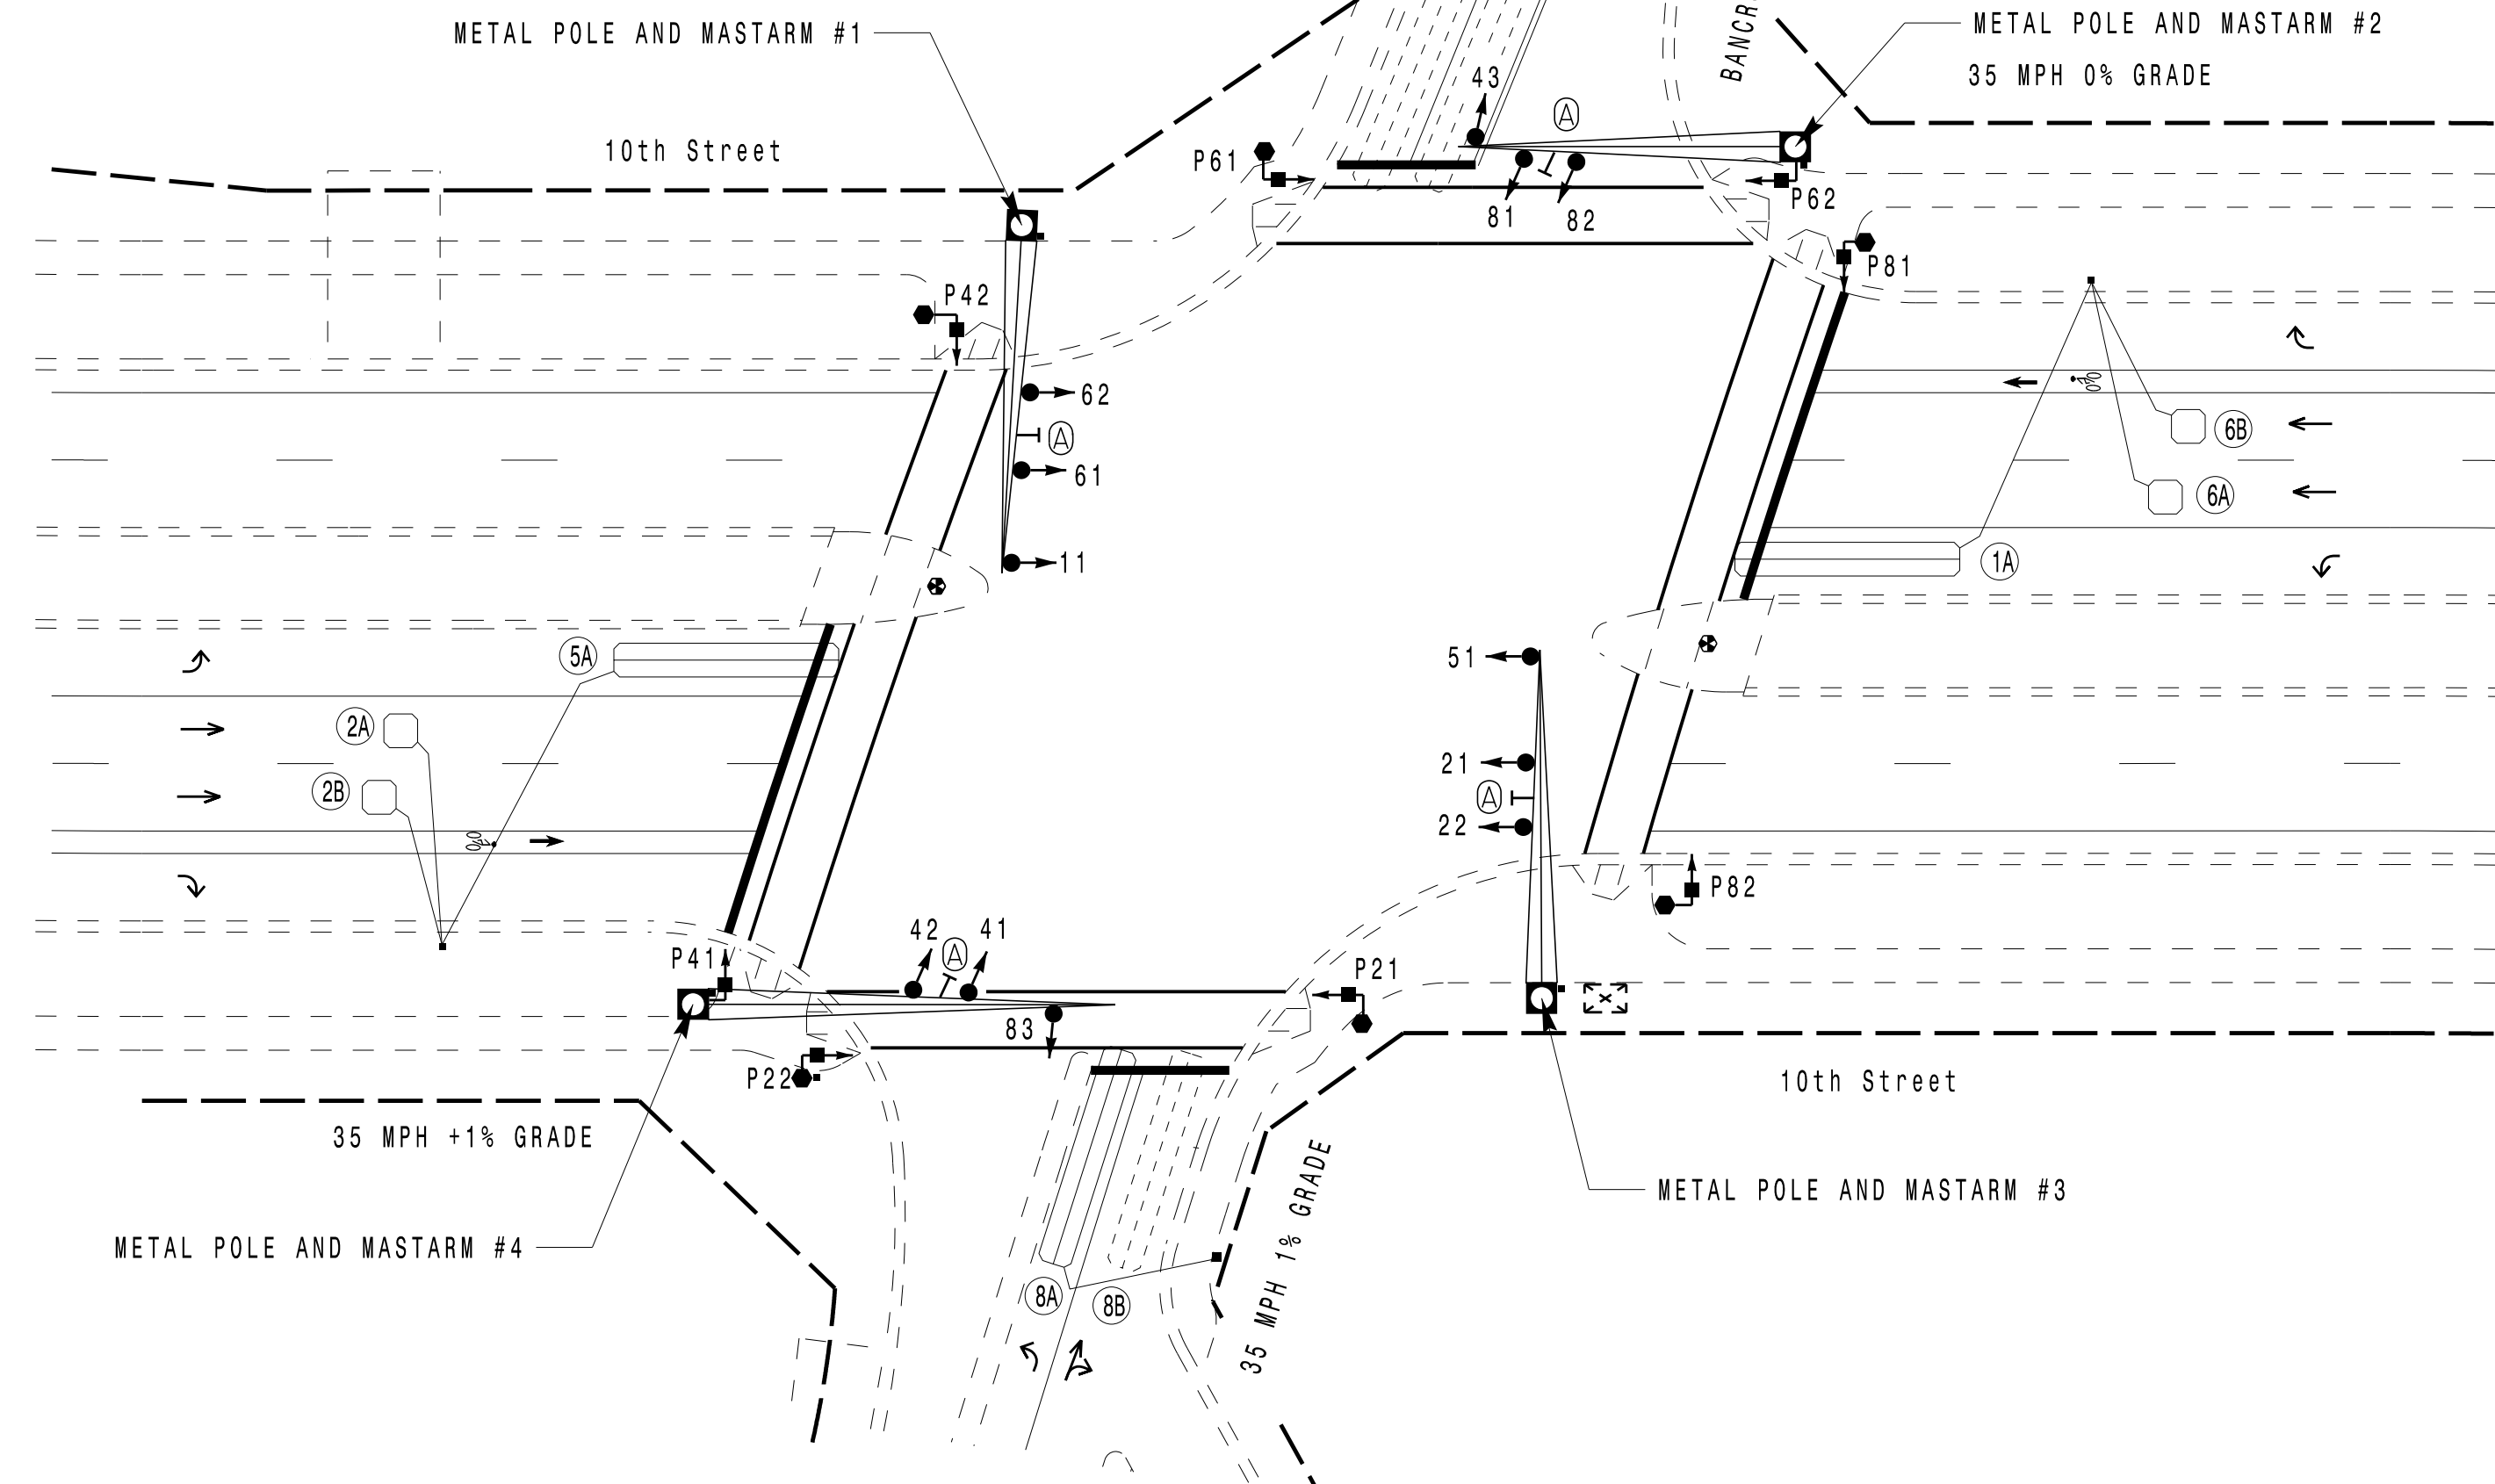 METAL POLE AND MASTARM #1
METAL POLE AND MASTARM #2
35 MPH 0% GRADE
BANCR
43
A
10th Street
P61
81
82
P62
P42
P81
62
A
61
11
6B
6A
1A
5A
2A
2B
51
21
A
22
P82
42
41
A
P41
83
P21
P22
10th Street
35 MPH +1% GRADE
METAL POLE AND MASTARM #3
METAL POLE AND MASTARM #4
35 MPH 1% GRADE
8A
8B
X